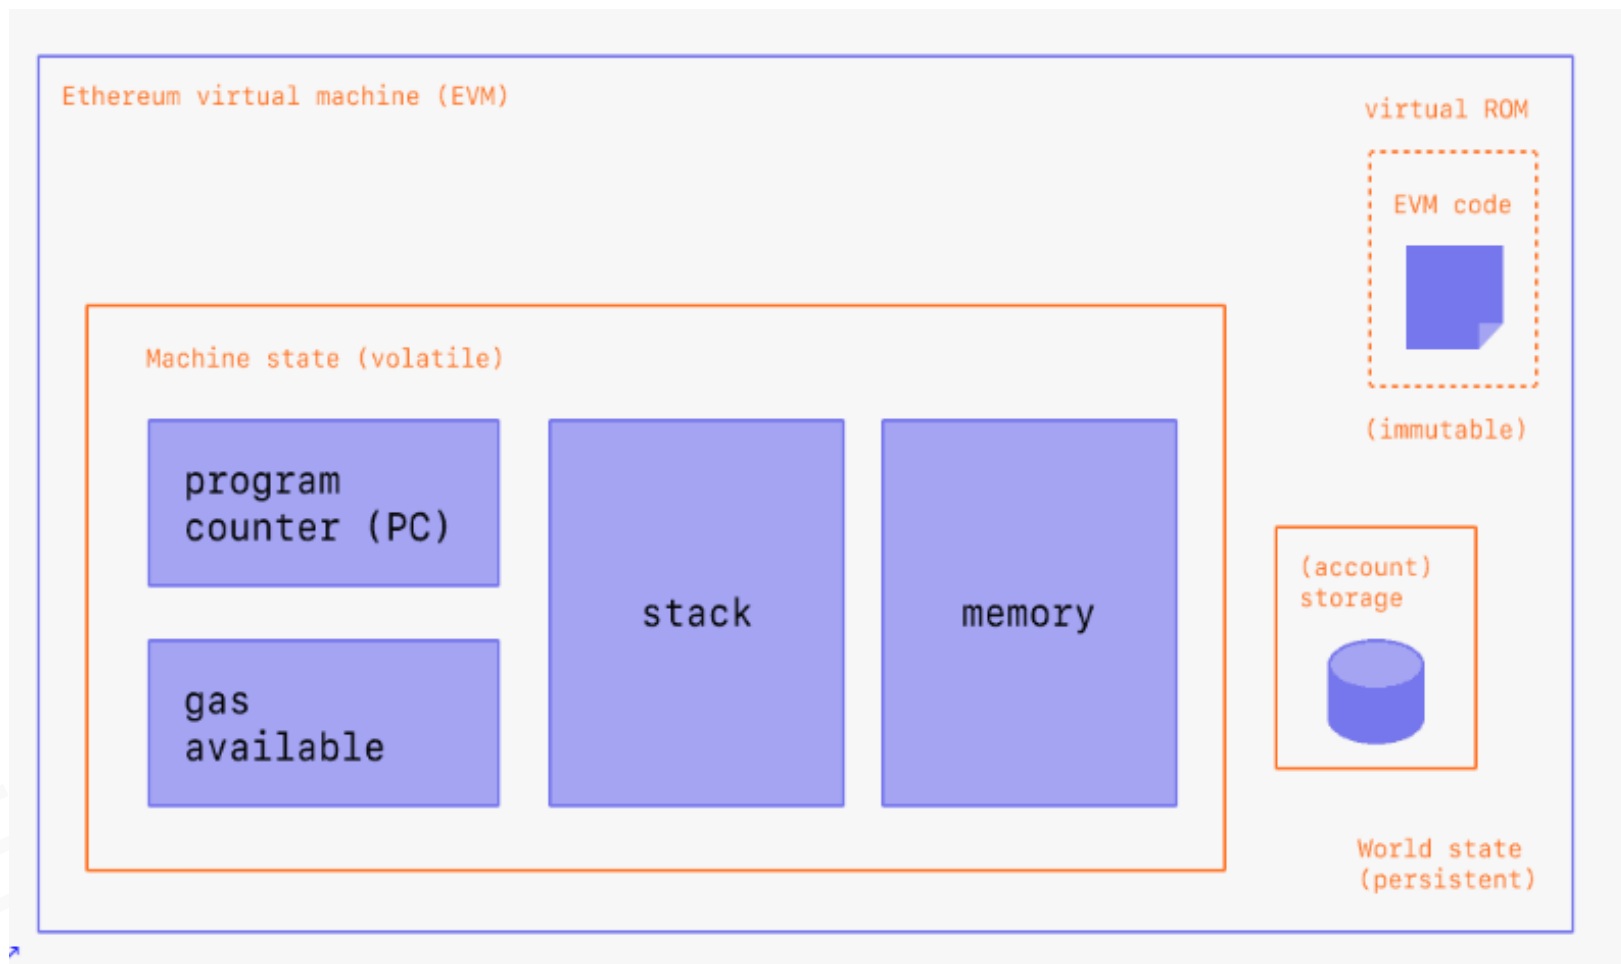 Ethereum virtual machine (EVM)
virtual ROM
EVM code
(immutable)
Machine state (volatile)
program
counter (PC)
gas
available
stack
memory
(account)
storage
World state
(persistent)